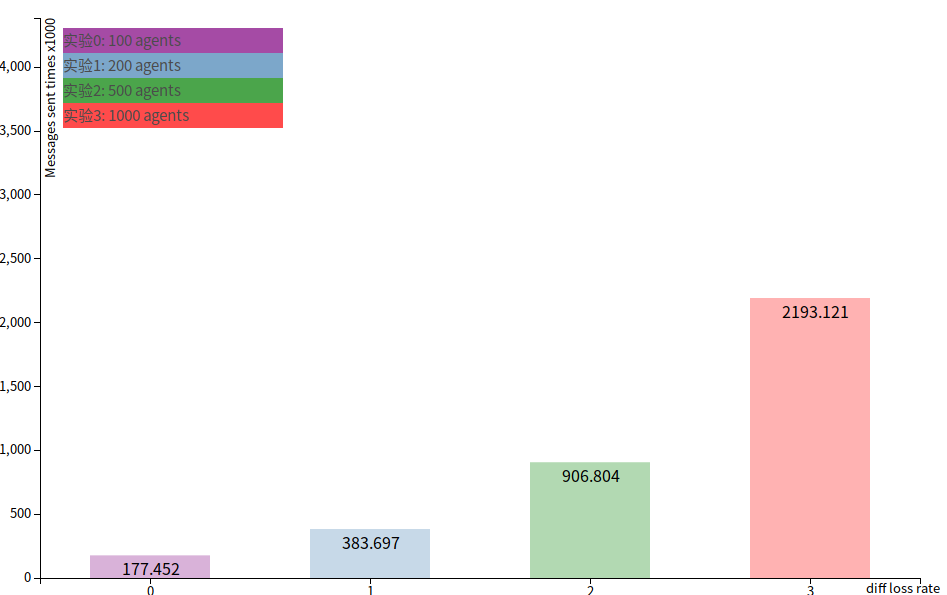 Messages sent times x1000
实验0: 100 agents
实验1: 200 agents
实验2: 500 agents
实验3: 1000 agents
4,000
3,500
3,000
2,500
2,000
1,500
1,000
500
0
177.452
383.697
906.804
2193.121
0
1
2
3
diff loss rate